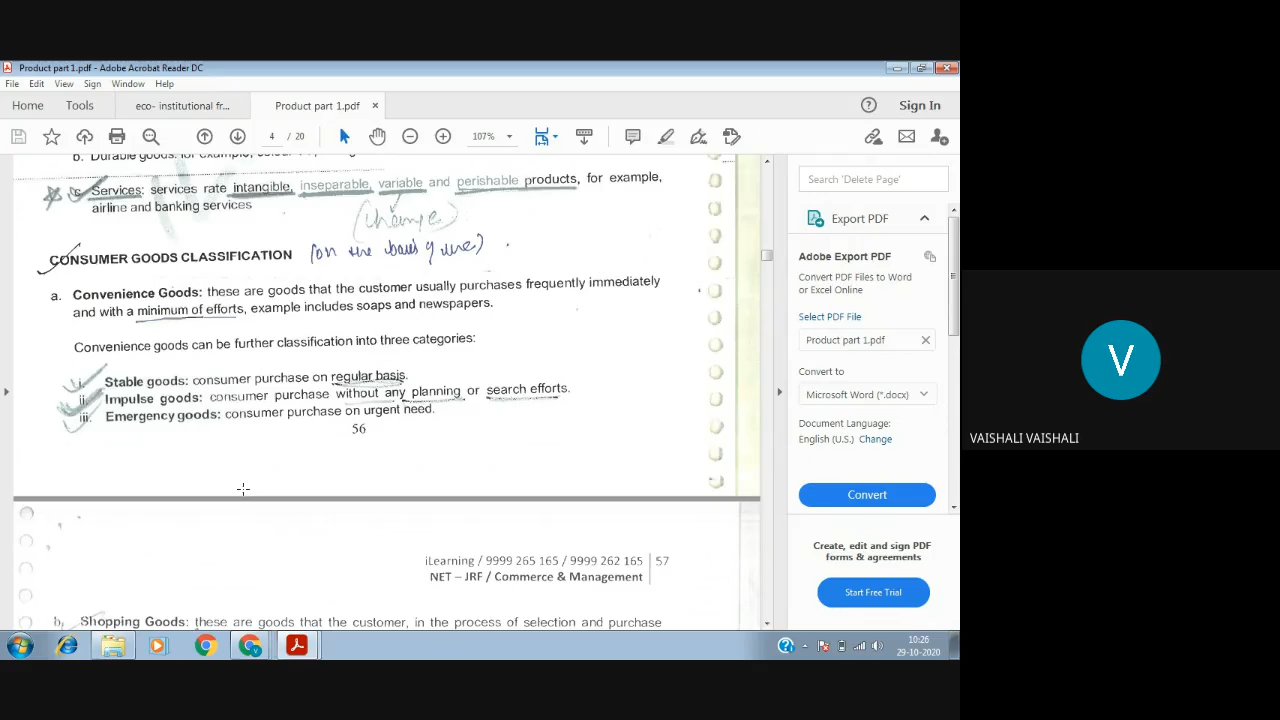 Product part 1.pdf - Adobe Acrobat Reader DC
File Edit View Window Help
Home Tools eco- institutional fr... Product part 1.pdf × Sign In
4 / 20 107%
b. Durable goods: for example,
c. Services: services rate intangible, inseparable, variable and perishable products, for example,
airline and banking services
(change)
CONSUMER GOODS CLASSIFICATION (on the basis of use)
a. Convenience Goods: these are goods that the customer usually purchases frequently immediately
and with a minimum of efforts, example includes soaps and newspapers.
Convenience goods can be further classification into three categories:
i. Stable goods: consumer purchase on regular basis.
ii. Impulse goods: consumer purchase without any planning or search efforts.
iii. Emergency goods: consumer purchase on urgent need.
56
iLearning / 9999 265 165 / 9999 262 165 | 57
NET – JRF / Commerce & Management
b. Shopping Goods: these are goods that the customer, in the process of selection and purchase
Search 'Delete Page'
Export PDF
Adobe Export PDF
Convert PDF Files to Word
or Excel Online
Select PDF File
Product part 1.pdf
Convert to
Microsoft Word (*.docx)
Document Language:
English (U.S.) Change
Convert
Create, edit and sign PDF
forms & agreements
Start Free Trial
10:26
29-10-2020
V
VAISHALI VAISHALI